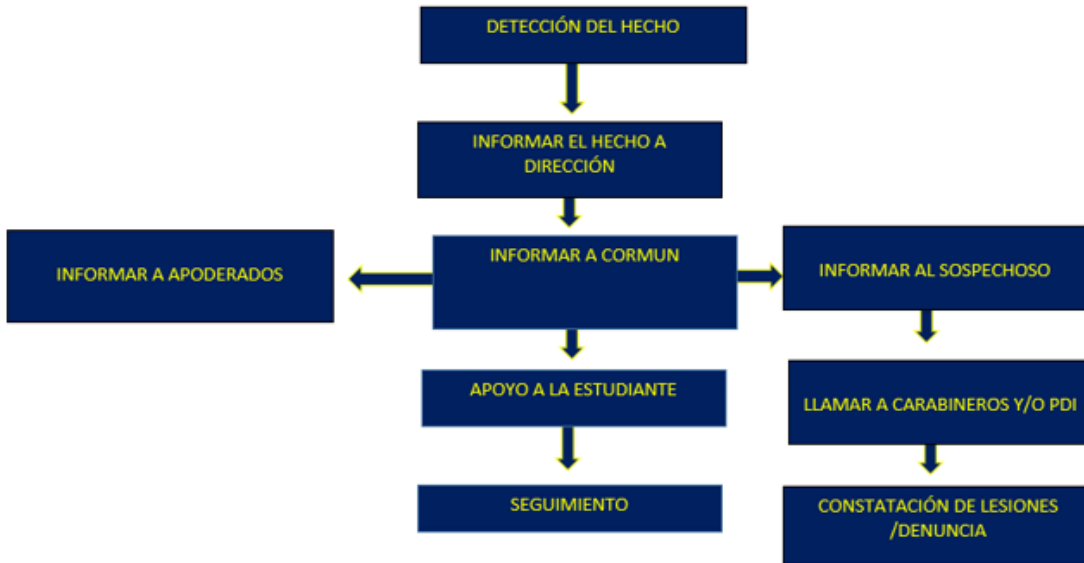 DETECCIÓN DEL HECHO
INFORMAR EL HECHO A
DIRECCIÓN
INFORMAR A APODERADOS
INFORMAR A CORMUN
INFORMAR AL SOSPECHOSO
APOYO A LA ESTUDIANTE
LLAMAR A CARABINEROS Y/O PDI
SEGUIMIENTO
CONSTATACIÓN DE LESIONES
/DENUNCIA